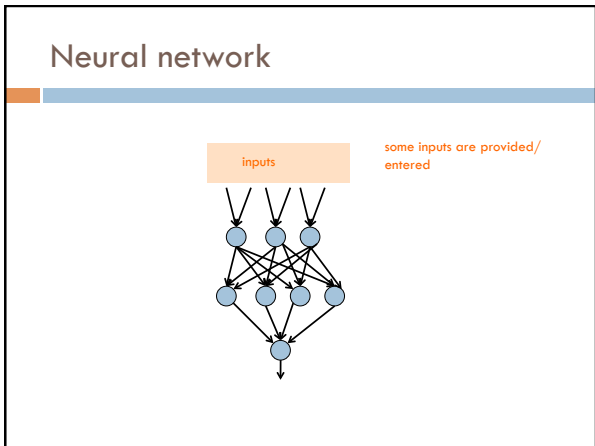 Neural network
inputs
some inputs are provided/
entered